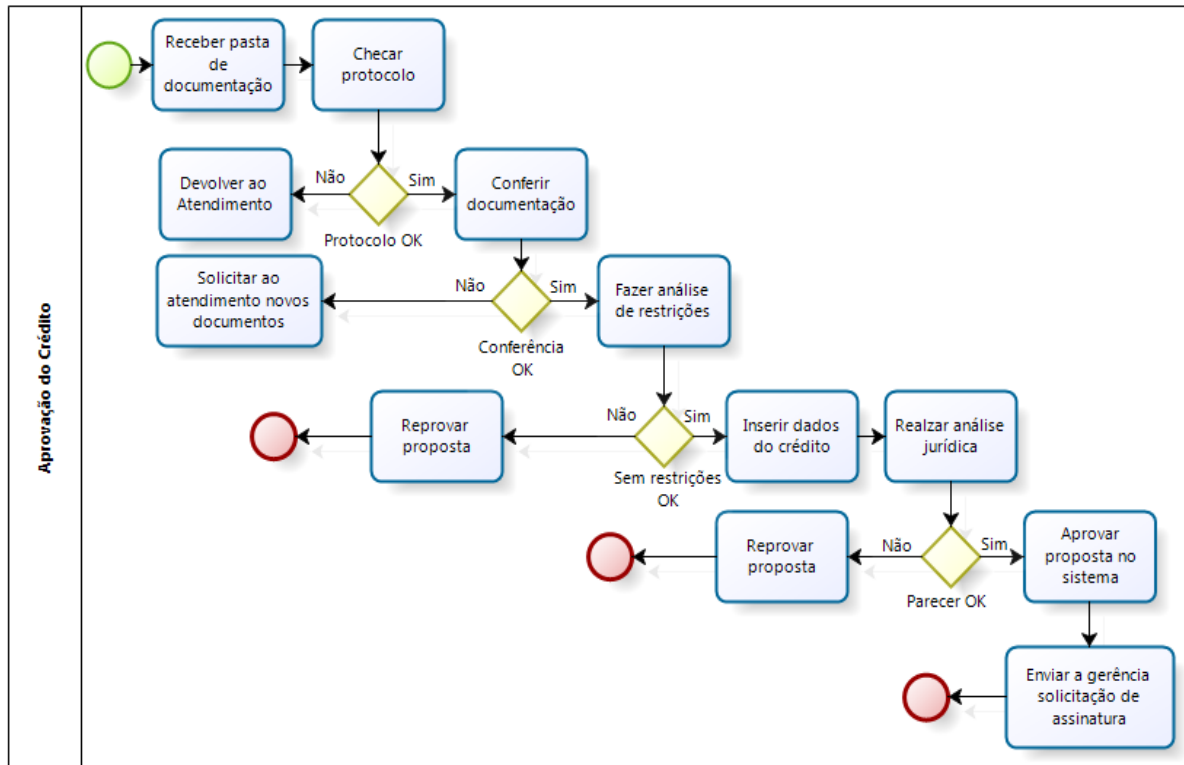 Aprovação do Crédito
Receber pasta
de
documentação
Checar
protocolo
Devolver ao
Atendimento
Não
Protocolo OK
Sim
Conferir
documentação
Solicitar ao
atendimento novos
documentos
Não
Conferência
OK
Sim
Fazer análise
de restrições
Reprovar
proposta
Não
Sem restrições
OK
Sim
Inserir dados
do crédito
Realzar análise
jurídica
Reprovar
proposta
Não
Parecer OK
Sim
Aprovar
proposta no
sistema
Enviar a gerência
solicitação de
assinatura